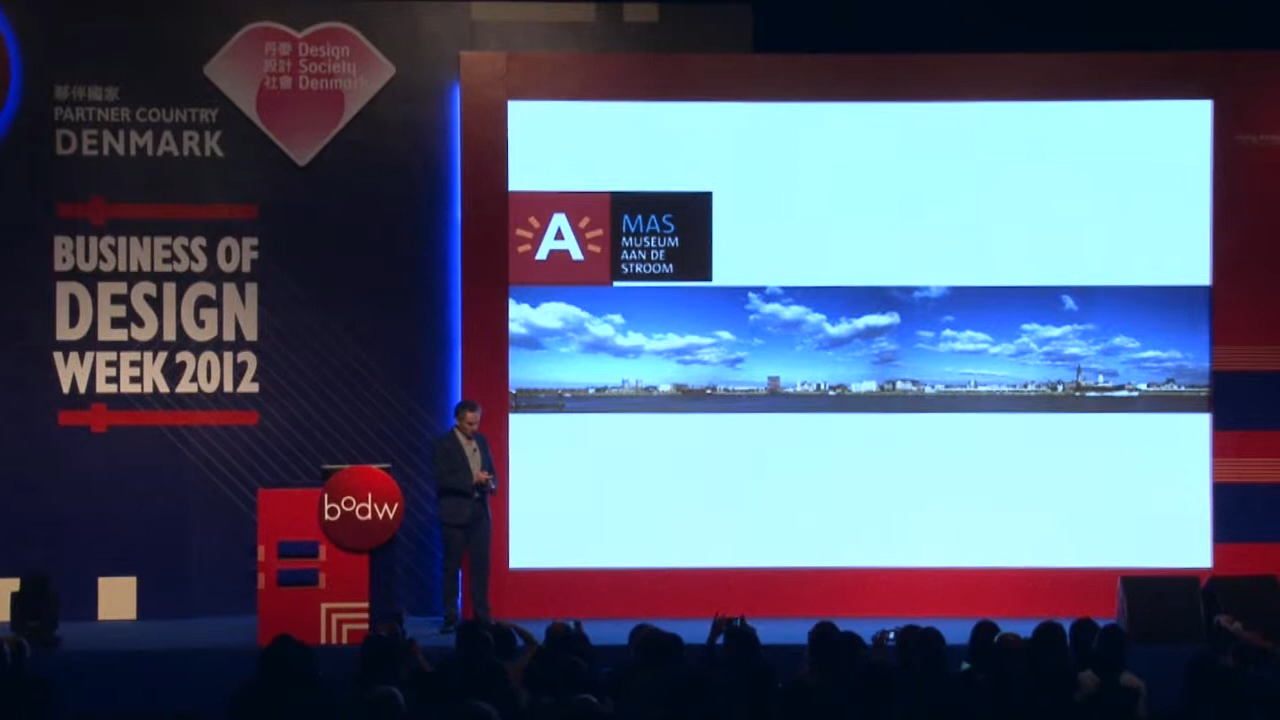 丹麥 Design
設計 Society
社會 Denmark
夥伴國家
PARTNER COUNTRY
DENMARK
BUSINESS OF
DESIGN
WEEK 2012
bodw
A
MAS
MUSEUM
AAN DE
STROOM